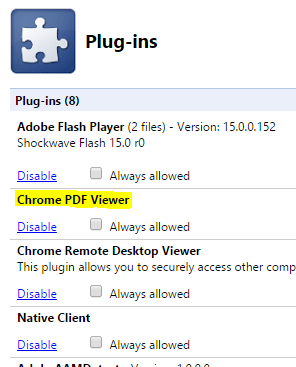 Plug-ins
Plug-ins (8)
Adobe Flash Player (2 files) - Version: 15.0.0.152
Shockwave Flash 15.0 r0
Disable Always allowed
Chrome PDF Viewer
Disable Always allowed
Chrome Remote Desktop Viewer
This plugin allows you to securely access other comp
Disable Always allowed
Native Client
Disable Always allowed